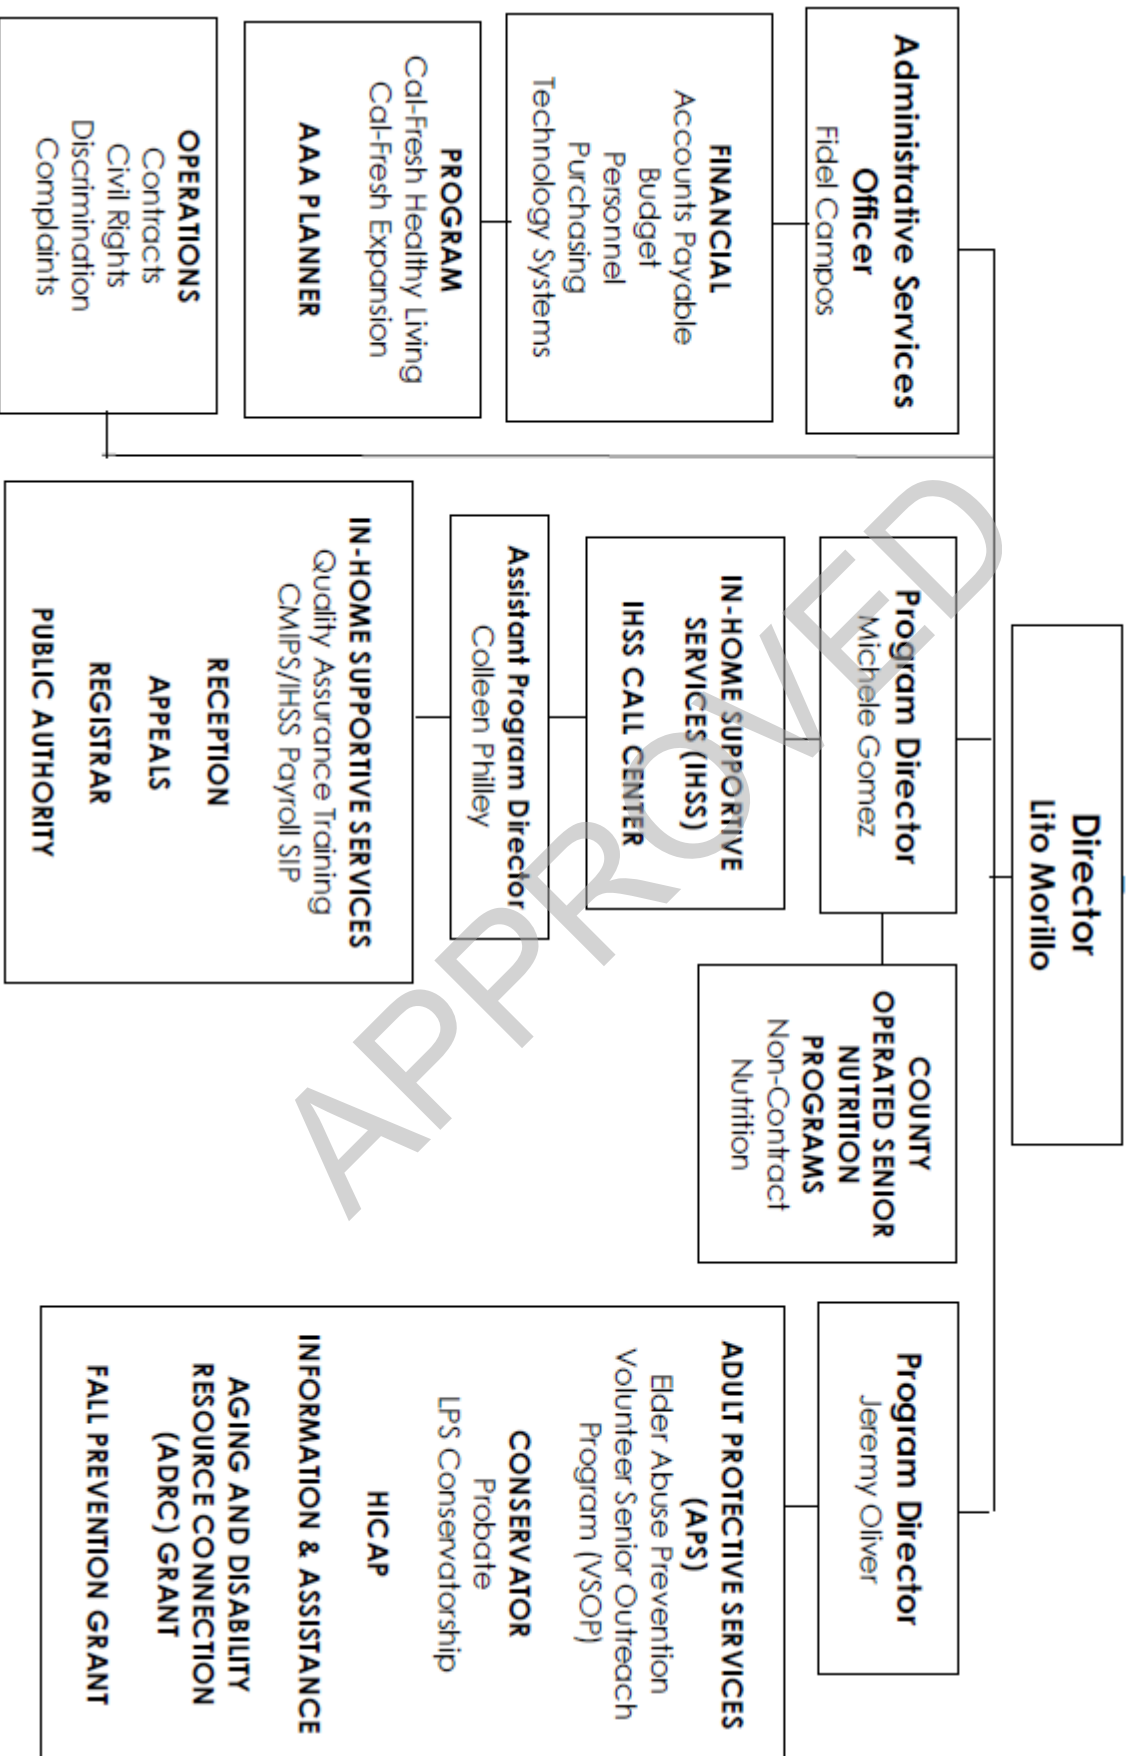 Director
Lito Morillo
Administrative Services
Officer
Fidel Campos
FINANCIAL
Accounts Payable
Budget
Personnel
Purchasing
Technology Systems
PROGRAM
Cal-Fresh Healthy Living
Cal-Fresh Expansion
AAA PLANNER
OPERATIONS
Contracts
Civil Rights
Discrimination
Complaints
Program Director
Michele Gomez
IN-HOME SUPPORTIVE
SERVICES (IHSS)
IHSS CALL CENTER
Assistant Program Director
Colleen Philley
IN-HOME SUPPORTIVE SERVICES
Quality Assurance Training
CMIPS/IHSS Payroll SIP
RECEPTION
APPEALS
REGISTRAR
PUBLIC AUTHORITY
COUNTY
OPERATED SENIOR
NUTRITION
PROGRAMS
Non-Contract
Nutrition
Program Director
Jeremy Oliver
ADULT PROTECTIVE SERVICES
(APS)
Elder Abuse Prevention
Volunteer Senior Outreach
Program (VSOP)
CONSERVATOR
Probate
LPS Conservatorship
HICAP
INFORMATION & ASSISTANCE
AGING AND DISABILITY
RESOURCE CONNECTION
(ADRC) GRANT
FALL PREVENTION GRANT
APPROVED